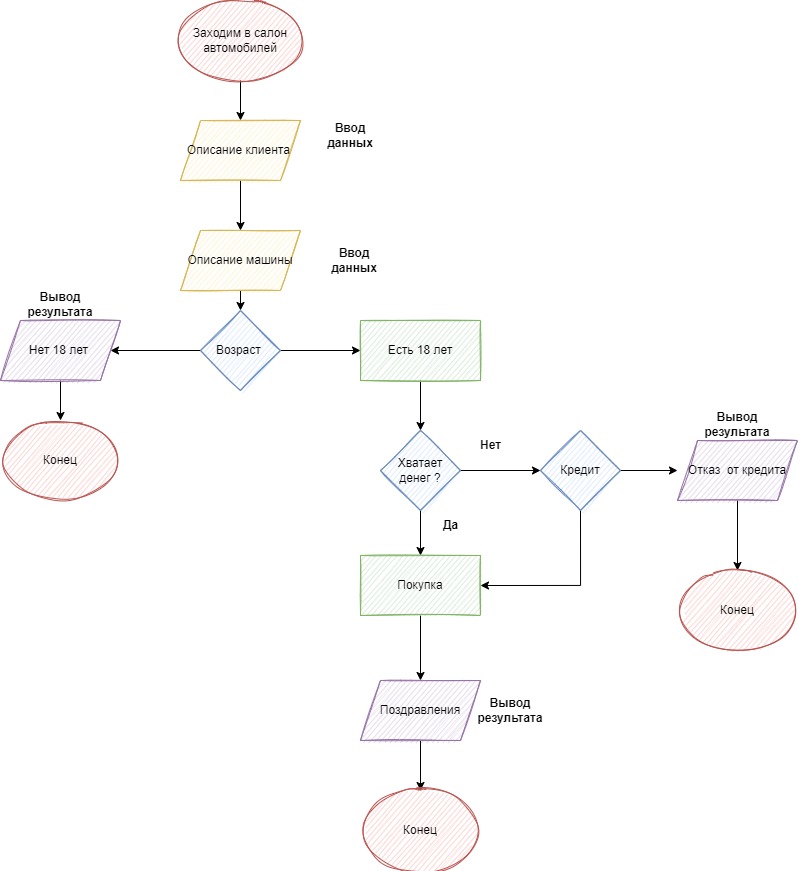 Заходим в салон
автомобилей
Ввод
данных
Описание клиента
Ввод
данных
Описание машины
Вывод
результата
Нет 18 лет
Возраст
Есть 18 лет
Конец
Хватает
денег ?
Нет
Кредит
Вывод
результата
Отказ  от кредита
Да
Покупка
Конец
Поздравления
Вывод
результата
Конец